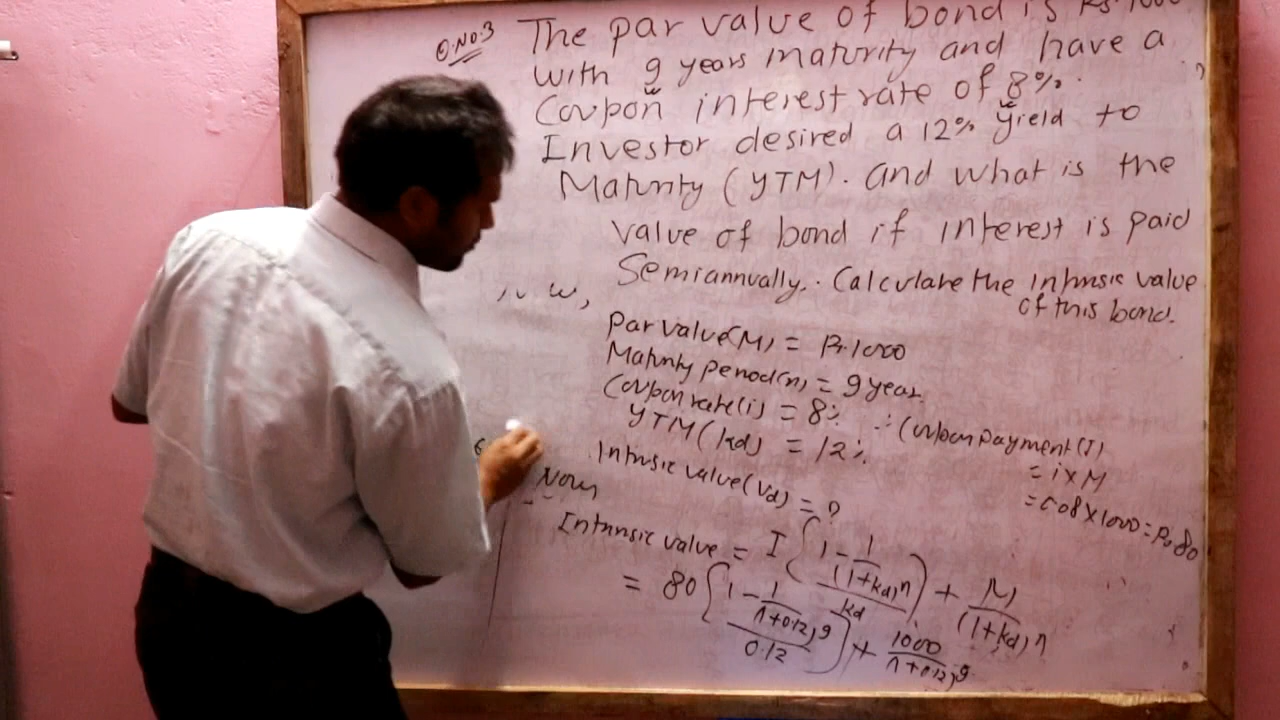 Q.NO.3
The par value of bond is Rs.1000
with 9 years maturity and have a
Coupon interest rate of 8%.
Investor desired a 12% yield to
Maturity (YTM). and what is the
value of bond if interest is paid
Semiannually. Calculate the intrinsic value
of this bond.
Par value(M) = Rs.1000
Maturity period(n) = 9 years.
Coupon rate(i) = 8%
YTM(kd) = 12%
∴ Coupon payment(I)
= i×M
= 0.08×1000=Rs.80
Intrinsic value(Vd) = ?
Now
Intrinsic value = I [1 - 1/(1+kd)n / kd] + M/(1+kd)n
= 80 [1 - 1/(1+0.12)9 / 0.12] + 1000/(1+0.12)9